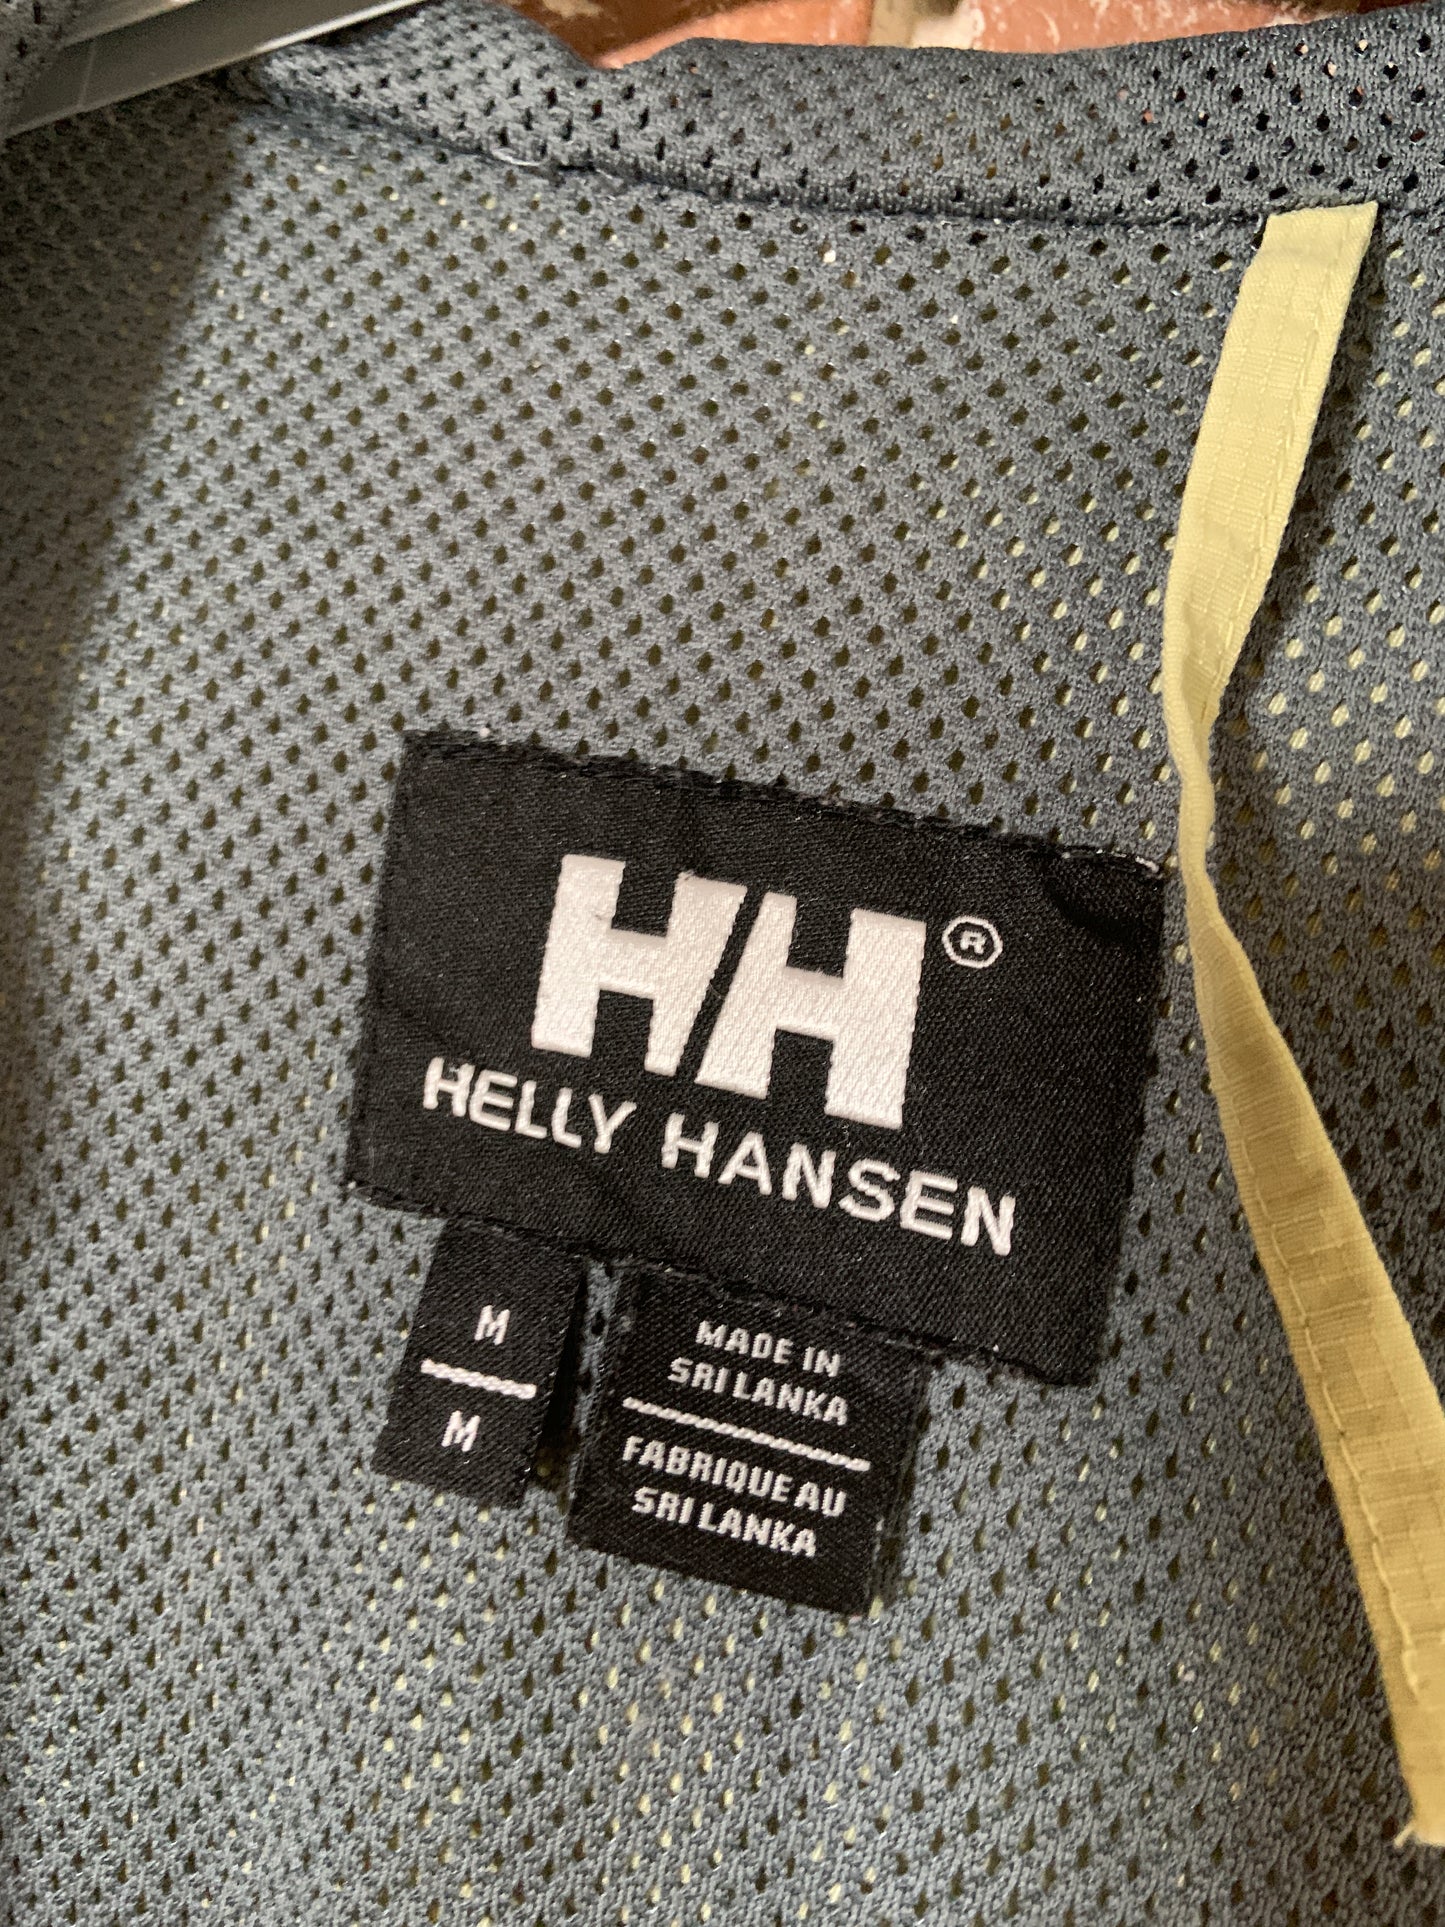 HH®
HELLY HANSEN
M
M
MADE IN
SRI LANKA
FABRIQUE AU
SRI LANKA